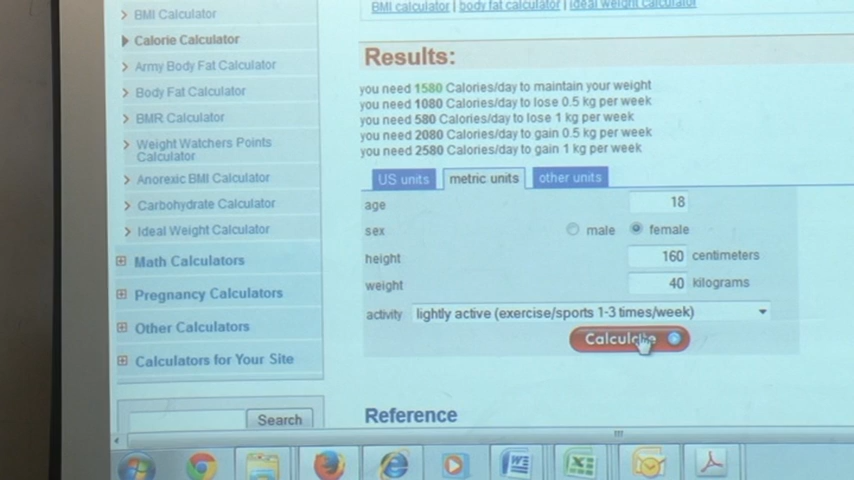 BMI Calculator
Calorie Calculator
Army Body Fat Calculator
Body Fat Calculator
BMR Calculator
Weight Watchers Points
Calculator
Anorexic BMI Calculator
Carbohydrate Calculator
Ideal Weight Calculator
Math Calculators
Pregnancy Calculators
Other Calculators
Calculators for Your Site
Search
BMI calculator | body fat calculator | ideal weight calculator
Results:
you need 1580 Calories/day to maintain your weight
you need 1080 Calories/day to lose 0.5 kg per week
you need 580 Calories/day to lose 1 kg per week
you need 2080 Calories/day to gain 0.5 kg per week
you need 2580 Calories/day to gain 1 kg per week
US units metric units other units
age 18
sex male female
height 160 centimeters
weight 40 kilograms
activity lightly active (exercise/sports 1-3 times/week)
Calculate
Reference